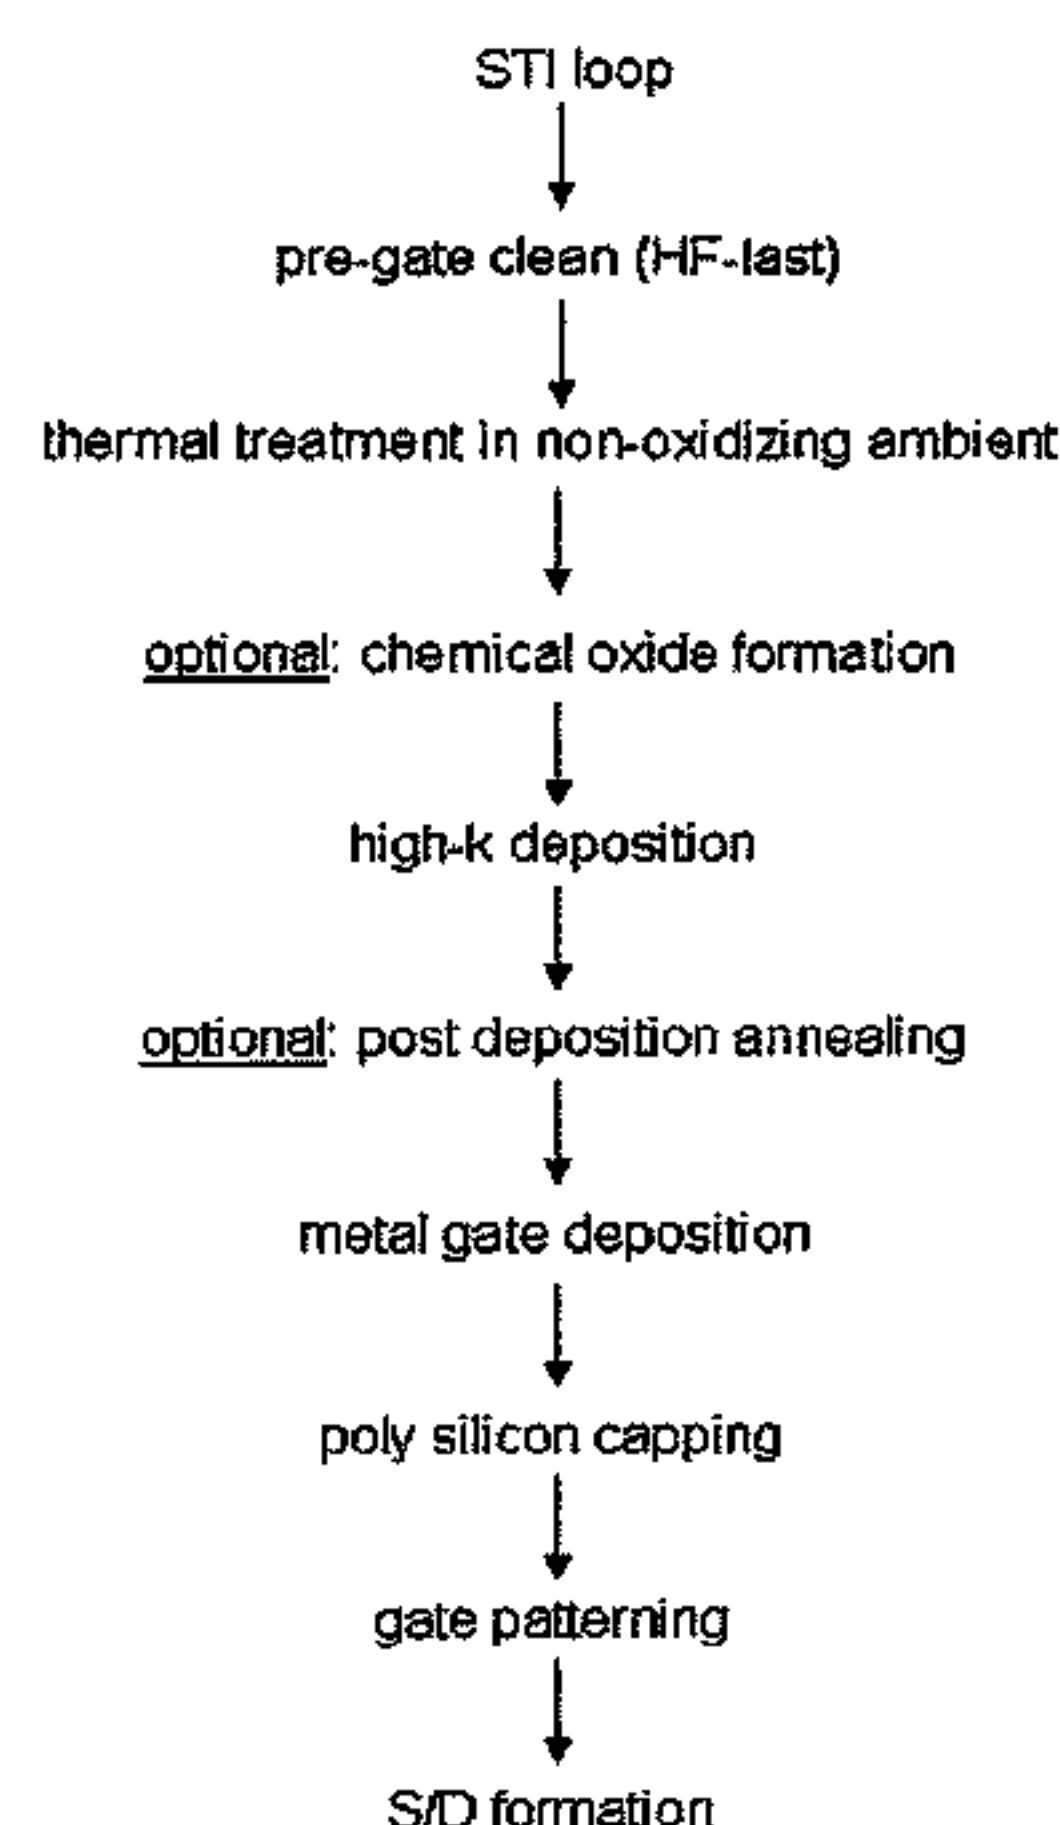 STI loop
pre-gate clean (HF-last)
thermal treatment in non-oxidizing ambient
optional: chemical oxide formation
high-k deposition
optional: post deposition annealing
metal gate deposition
poly silicon capping
gate patterning
S/D formation